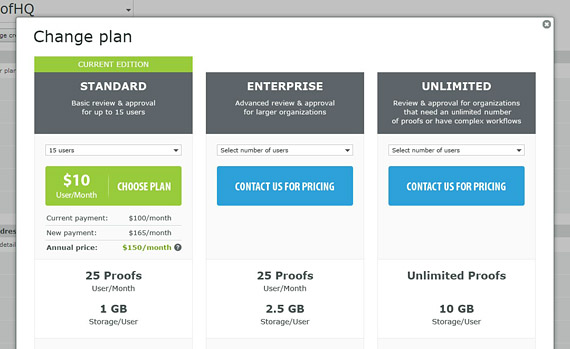 ofHQ
Change plan
CURRENT EDITION
STANDARD
Basic review & approval
for up to 15 users
15 users
$10
User/Month
CHOOSE PLAN
Current payment: $100/month
New payment: $165/month
Annual price: $150/month ?
25 Proofs
User/Month
1 GB
Storage/User
ENTERPRISE
Advanced review & approval
for larger organizations
Select number of users
CONTACT US FOR PRICING
25 Proofs
User/Month
2.5 GB
Storage/User
UNLIMITED
Review & approval for organizations
that need an unlimited number
of proofs or have complex workflows
Select number of users
CONTACT US FOR PRICING
Unlimited Proofs
10 GB
Storage/User